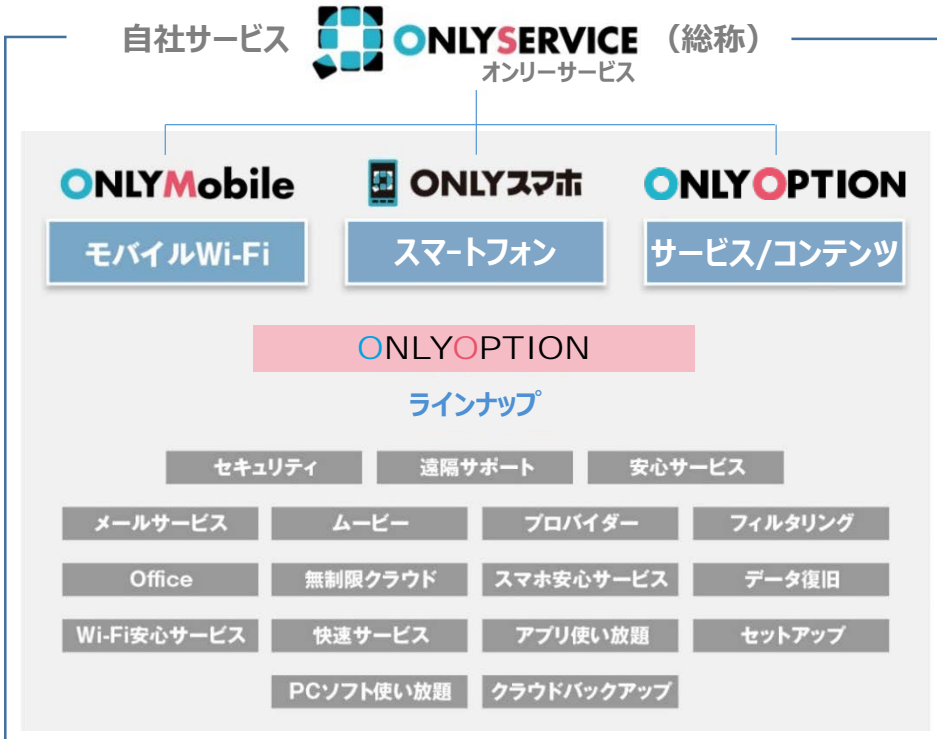 自社サービス ONLYSERVICE （総称）
オンリーサービス
ONLYMobile ONLYスマホ ONLYOPTION
モバイルWi-Fi スマートフォン サービス/コンテンツ
ONLYOPTION
ラインナップ
セキュリティ 遠隔サポート 安心サービス
メールサービス ムービー プロバイダー フィルタリング
Office 無制限クラウド スマホ安心サービス データ復旧
Wi-Fi安心サービス 快速サービス アプリ使い放題 セットアップ
PCソフト使い放題 クラウドバックアップ